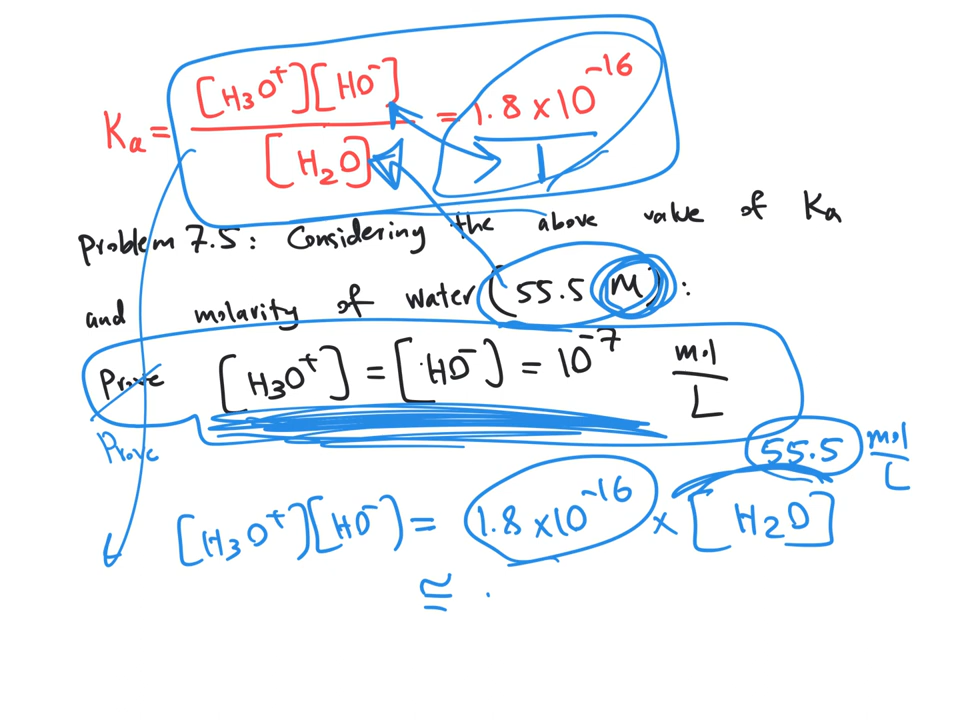 Ka = [H3O+][HO-] / [H2O] = 1.8 x 10^-16 / 1
Problem 7.5: Considering the above value of Ka
and molarity of water (55.5 M):
Prove [H3O+] = [HO-] = 10^-7 mol / L
Prove
55.5 mol / L
[H3O+][HO-] = 1.8 x 10^-16 x [H2O]
≅ .